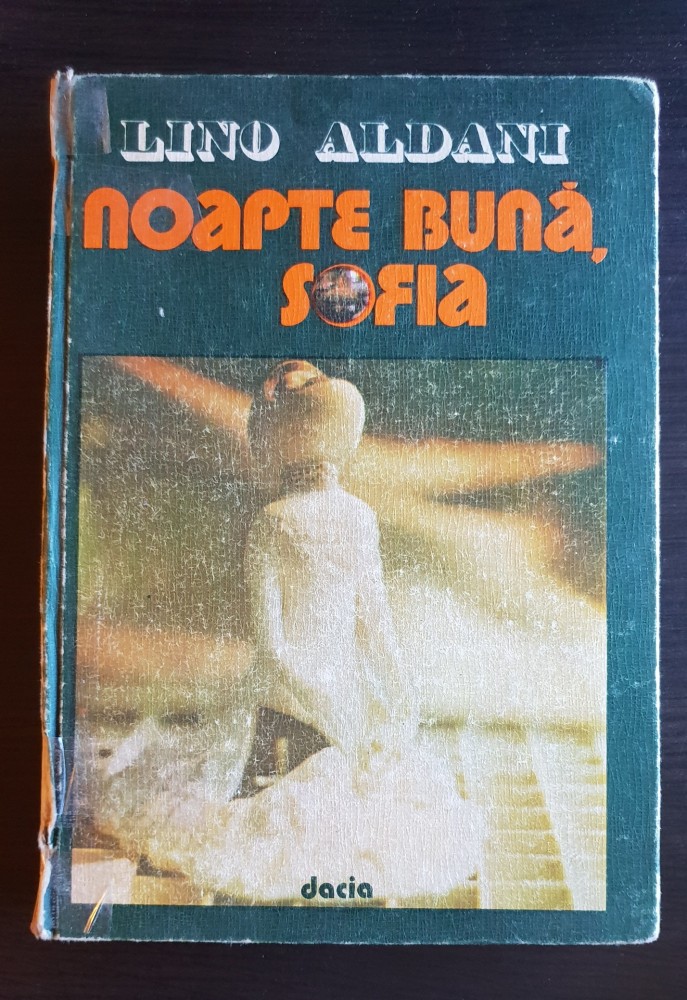 LINO ALDANI
NOAPTE BUNĂ,
SOFIA
dacia